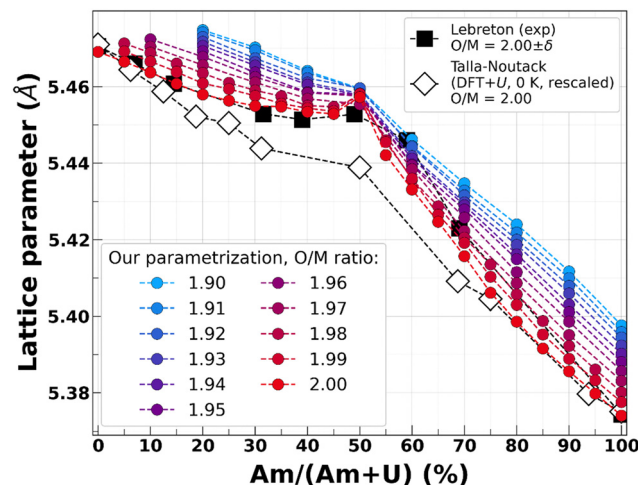 Lattice parameter (Å)
5.46
5.44
5.42
5.40
5.38
Lebreton (exp)
O/M = 2.00±δ
Talla-Noutack
(DFT+U, 0 K, rescaled)
O/M = 2.00
Our parametrization, O/M ratio:
1.90 1.96
1.91 1.97
1.92 1.98
1.93 1.99
1.94 2.00
1.95
0 10 20 30 40 50 60 70 80 90 100
Am/(Am+U) (%)